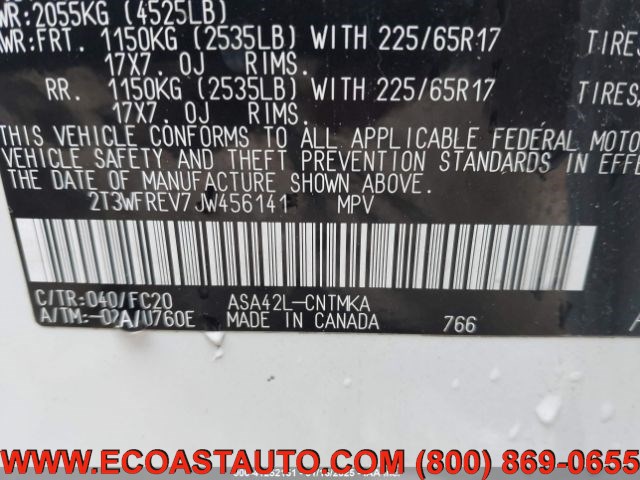 WR:2055KG (4525LB)
AWR:FRT. 1150KG (2535LB) WITH 225/65R17 TIRES
17X7.0J RIMS.
RR. 1150KG (2535LB) WITH 225/65R17 TIRES
17X7.0J RIMS.
THIS VEHICLE CONFORMS TO ALL APPLICABLE FEDERAL MOTO
VEHICLE SAFETY AND THEFT PREVENTION STANDARDS IN EFFE
THE DATE OF MANUFACTURE SHOWN ABOVE.
2T3WFREV7JW456141 MPV
C/TR:040/FC20 ASA42L-CNTMKA
A/TM:-02A/U760E MADE IN CANADA 766
WWW.ECOASTAUTO.COM (800) 869-0655